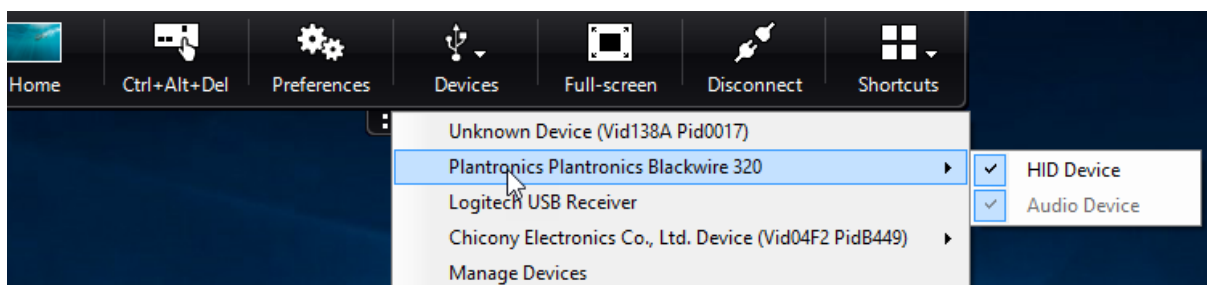 Home
Ctrl+Alt+Del
Preferences
Devices
Full-screen
Disconnect
Shortcuts
Unknown Device (Vid138A Pid0017)
Plantronics Plantronics Blackwire 320
HID Device
Logitech USB Receiver
Audio Device
Chicony Electronics Co., Ltd. Device (Vid04F2 PidB449)
Manage Devices